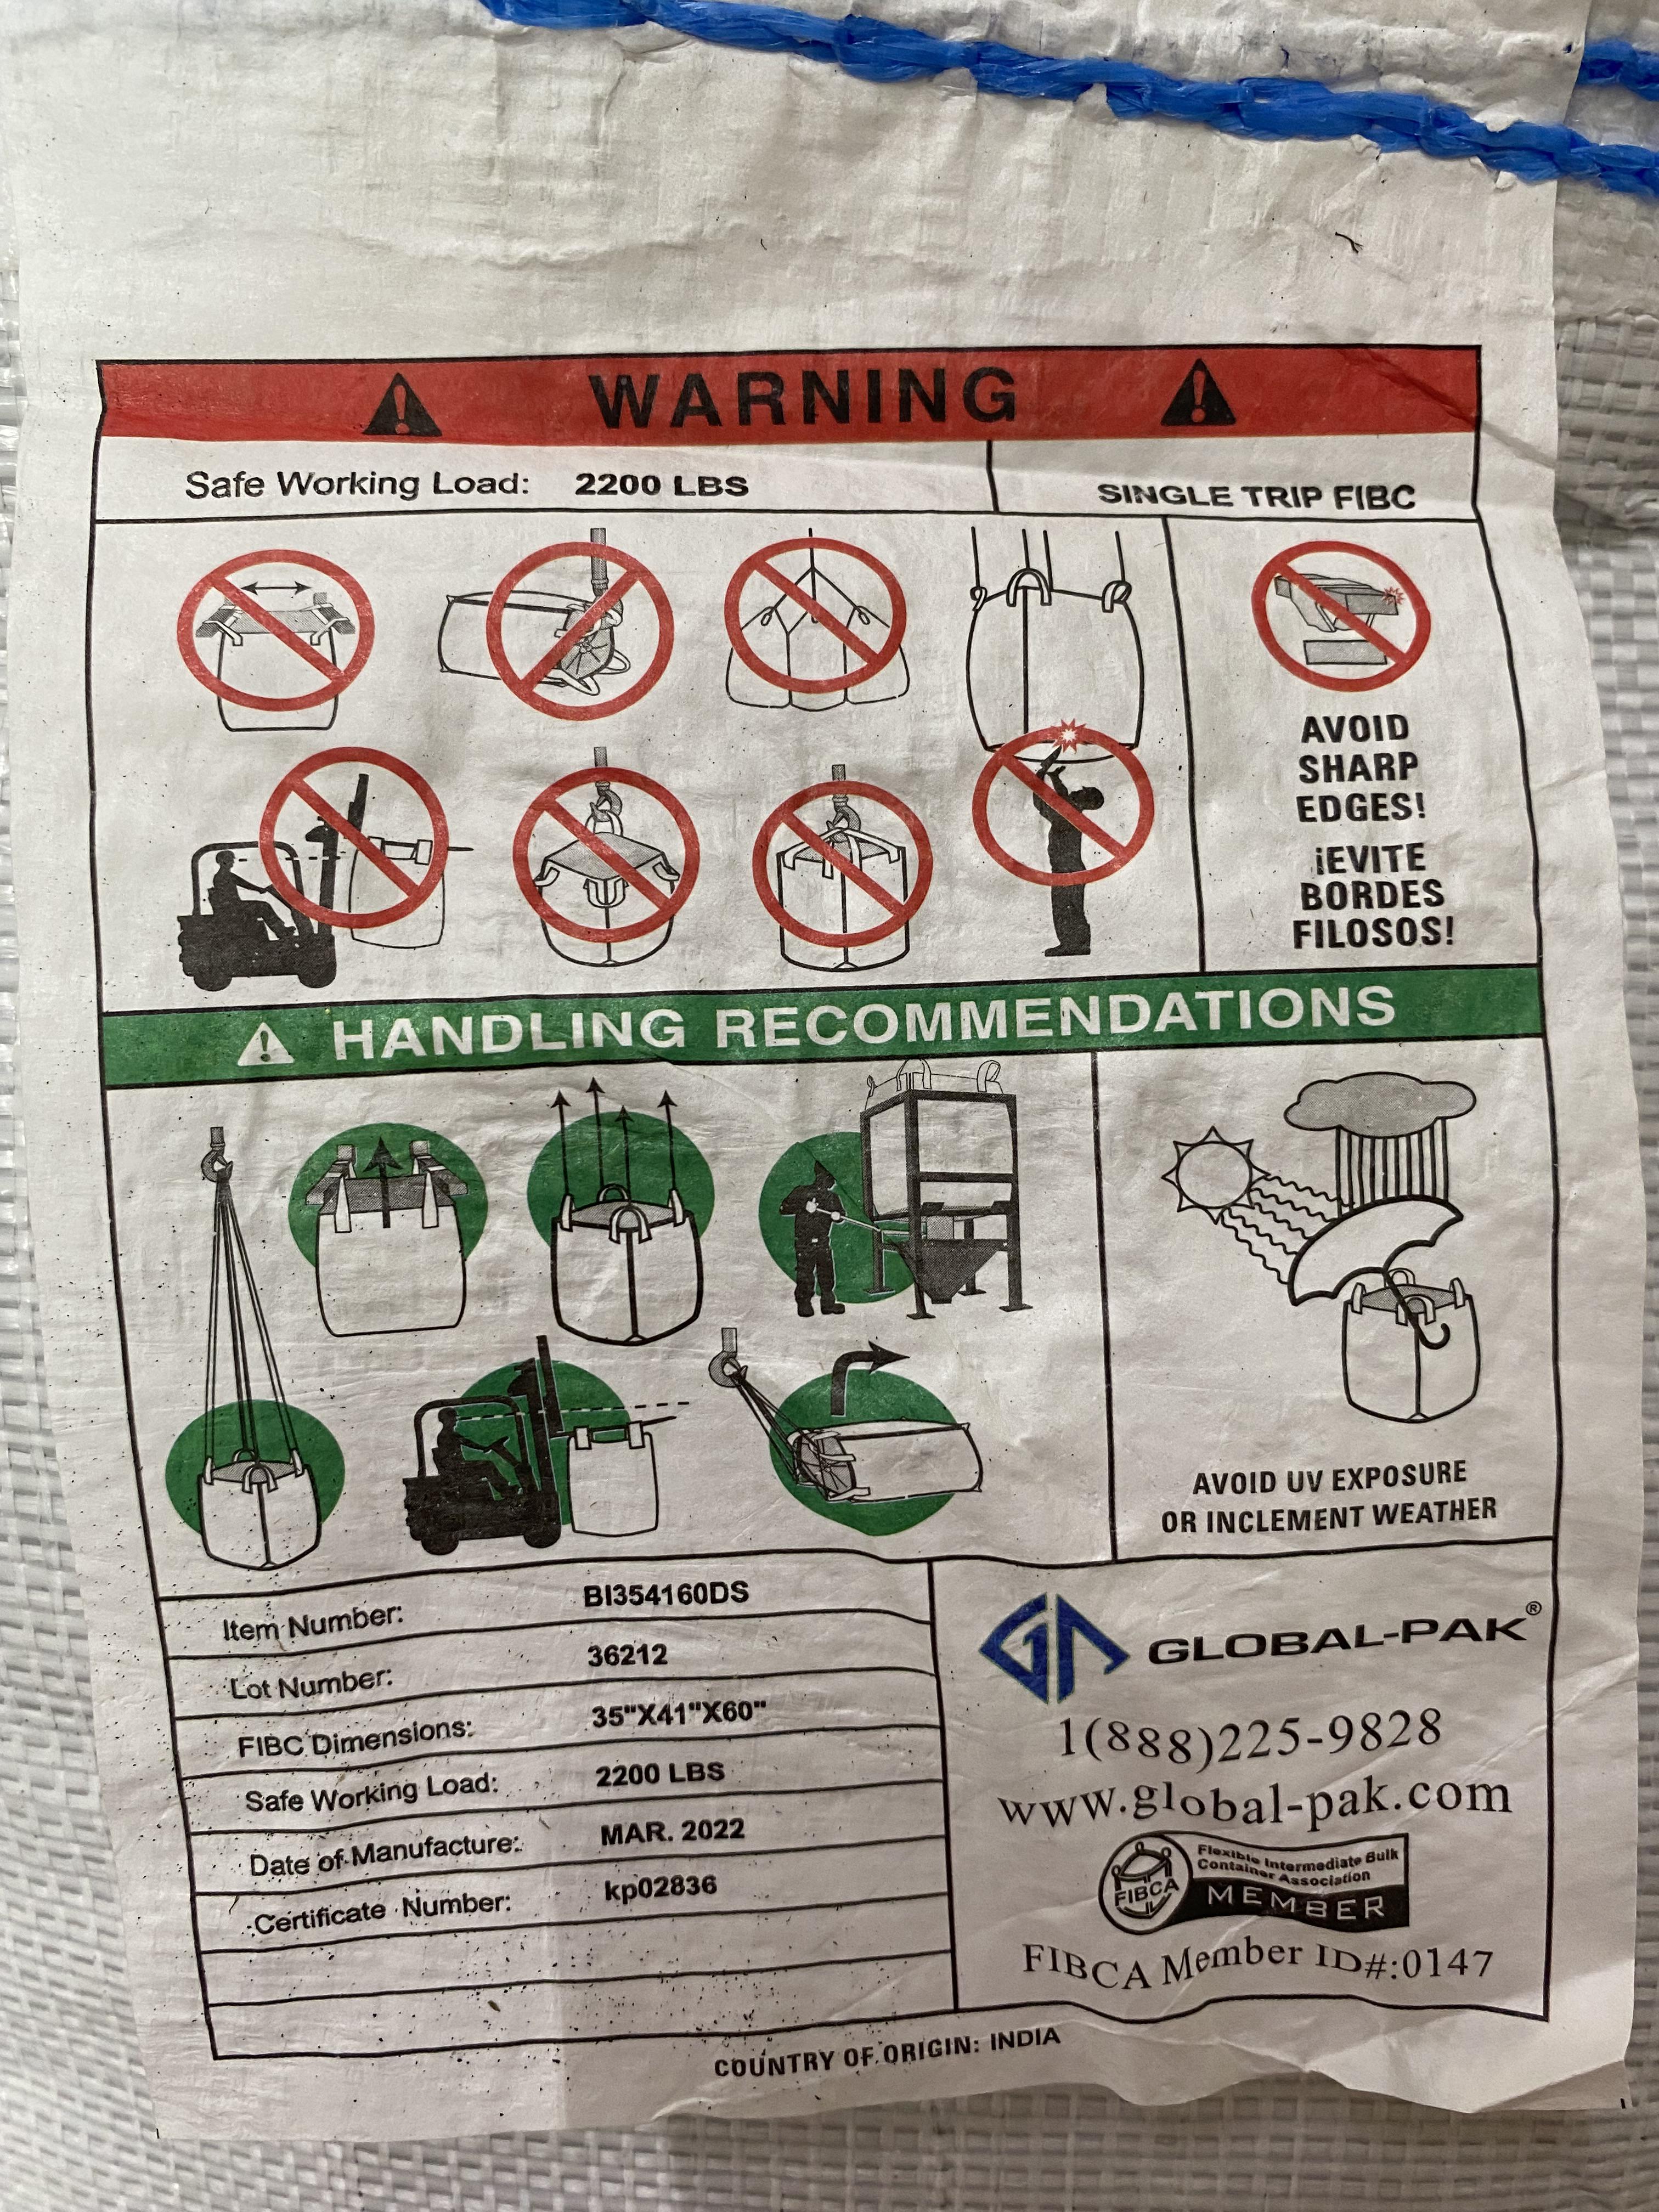 WARNING
Safe Working Load: 2200 LBS
SINGLE TRIP FIBC
AVOID
SHARP
EDGES!
¡EVITE
BORDES
FILOSOS!
HANDLING RECOMMENDATIONS
AVOID UV EXPOSURE
OR INCLEMENT WEATHER
Item Number: BI354160DS
Lot Number: 36212
FIBC Dimensions: 35"X41"X60"
Safe Working Load: 2200 LBS
Date of Manufacture: MAR. 2022
Certificate Number: kp02836
GLOBAL-PAK®
1(888)225-9828
www.global-pak.com
FIBCA
Flexible Intermediate Bulk
Container Association
MEMBER
FIBCA Member ID#:0147
COUNTRY OF ORIGIN: INDIA